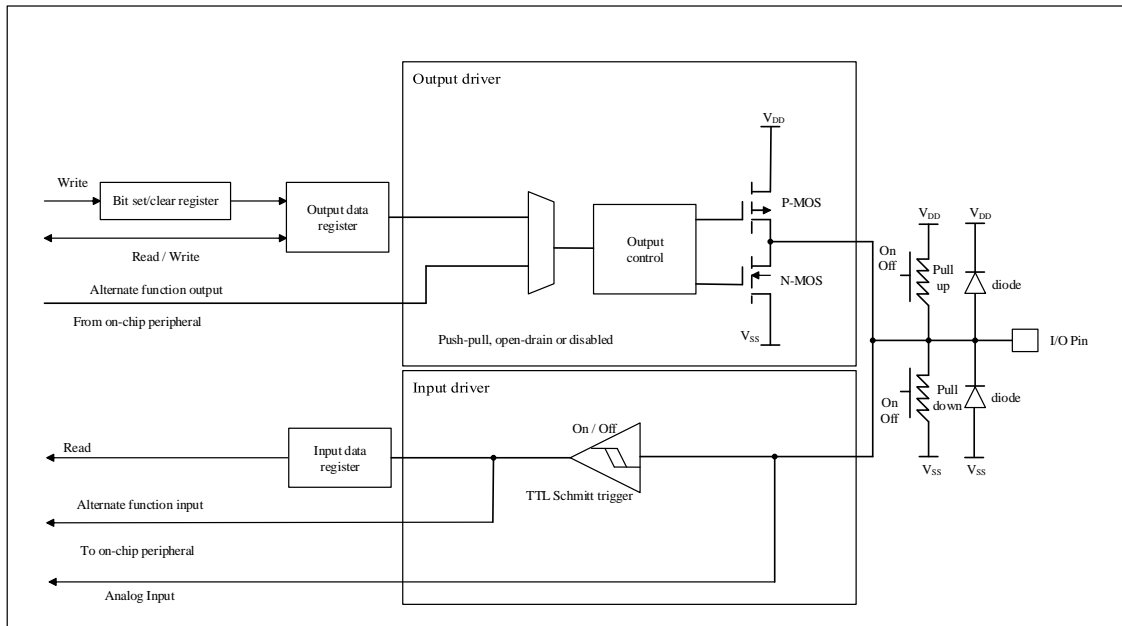 Output driver
VDD
Write
Bit set/clear register
Output data
register
P-MOS
Output
control
VDD
VDD
On
Off
Pull
up
diode
Read / Write
Alternate function output
N-MOS
From on-chip peripheral
Push-pull, open-drain or disabled
VSS
I/O Pin
Input driver
On
Off
Pull
down
diode
On / Off
Read
Input data
register
VSS
VSS
TTL Schmitt trigger
Alternate function input
To on-chip peripheral
Analog Input